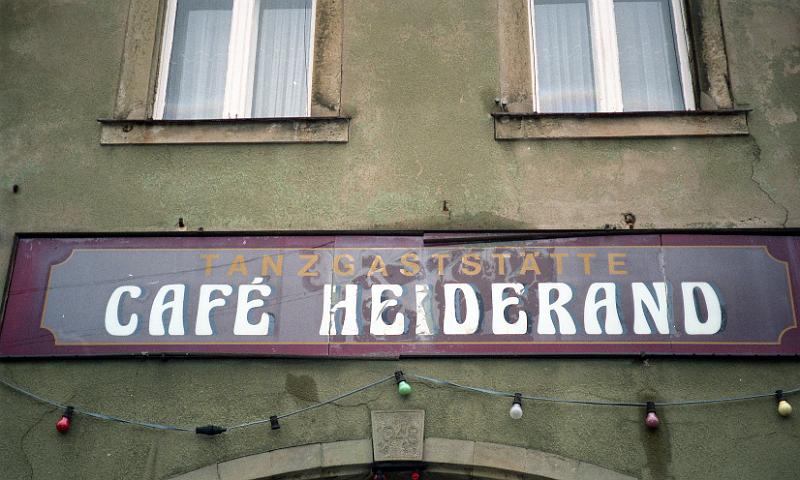 TANZGASTSTÄTTE
CAFÉ HEIDERAND